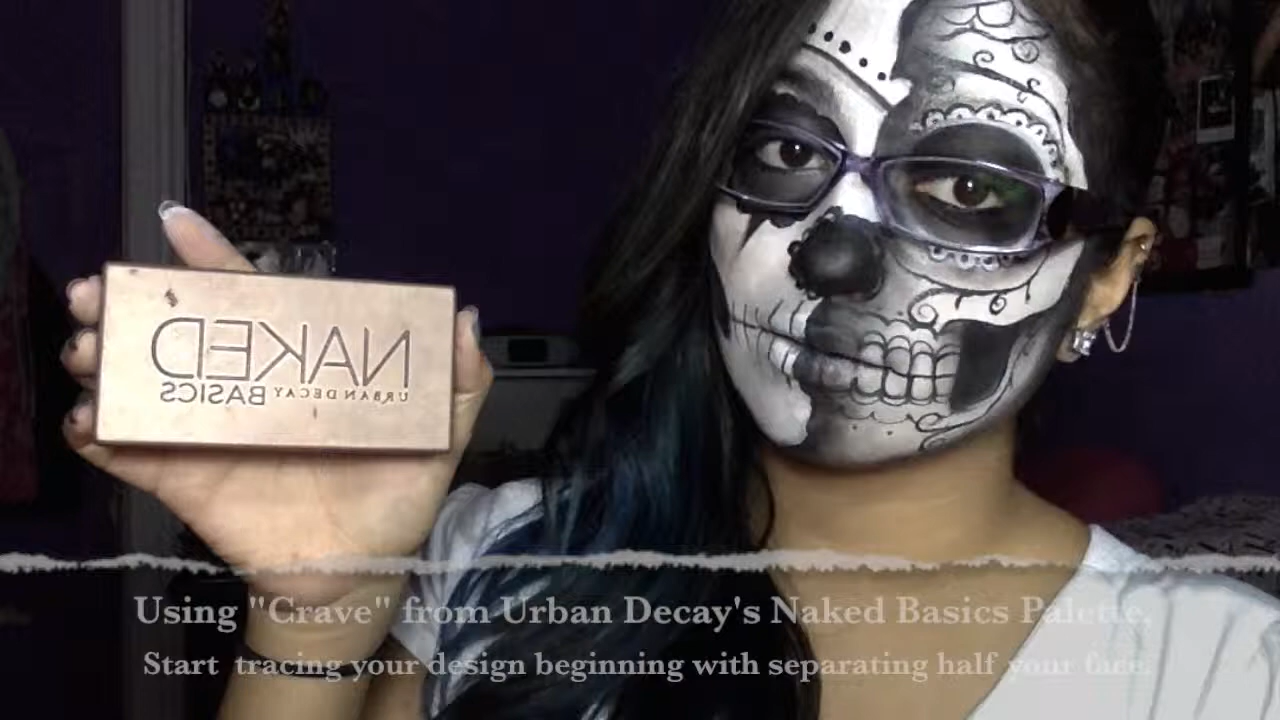 NAKED
URBAN DECAY BASICS
Using "Crave" from Urban Decay's Naked Basics Palette.
Start tracing your design beginning with separating half your face.